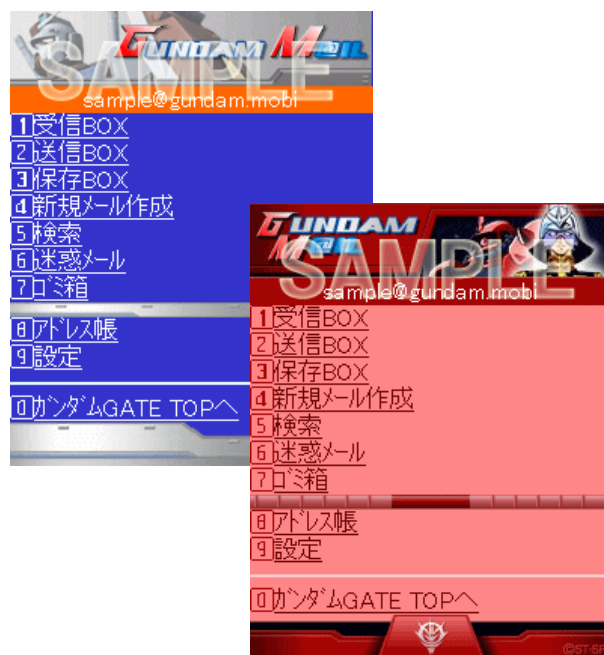 GUNDAM MAIL
SAMPLE
sample@gundam.mobi
1受信BOX
2送信BOX
3保存BOX
4新規メール作成
5検索
6迷惑メール
7ゴミ箱
8アドレス帳
9設定
0ガンダムGATE TOPへ
GUNDAM
MAIL
SAMPLE
sample@gundam.mobi
1受信BOX
2送信BOX
3保存BOX
4新規メール作成
5検索
6迷惑メール
7ゴミ箱
8アドレス帳
9設定
0ガンダムGATE TOPへ
©ST-SR